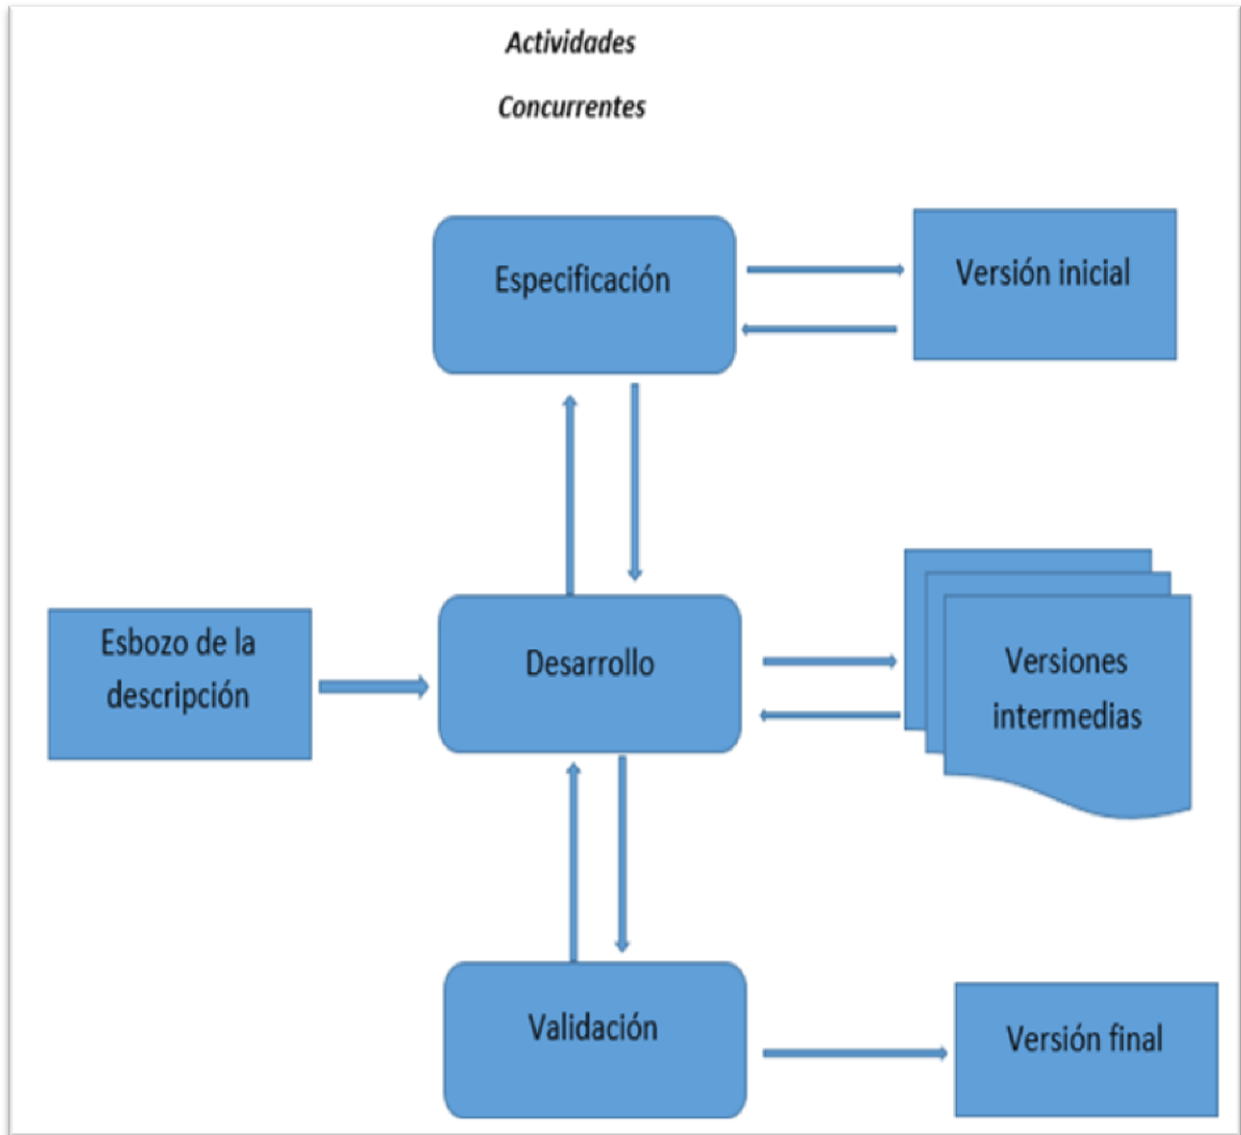 Actividades
Concurrentes
Especificación
Versión inicial
Esbozo de la
descripción
Desarrollo
Versiones
intermedias
Validación
Versión final